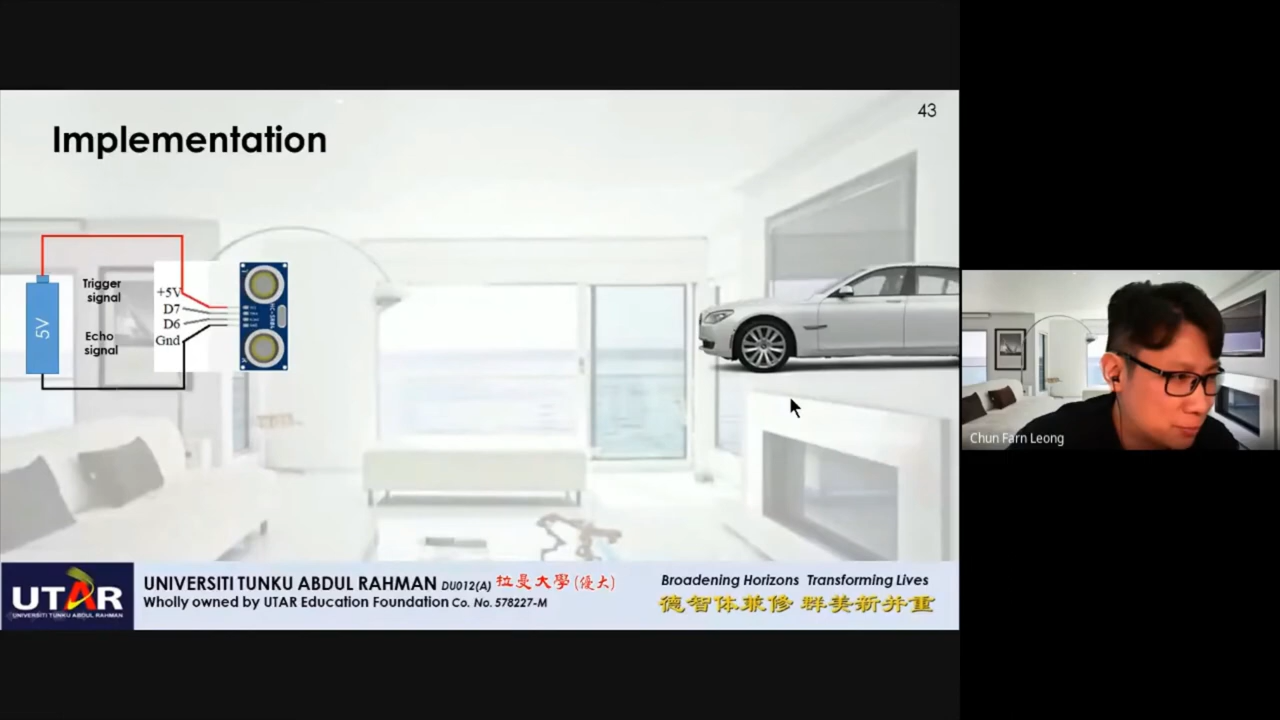 43
Implementation
Trigger
signal
Echo
signal
5V
+5V
D7
D6
Gnd
Chun Farn Leong
UTAR
UNIVERSITI TUNKU ABDUL RAHMAN
UNIVERSITI TUNKU ABDUL RAHMAN DU012(A) 拉曼大學(優大)
Wholly owned by UTAR Education Foundation Co. No. 578227-M
Broadening Horizons Transforming Lives
德智体兼修 群美新并重